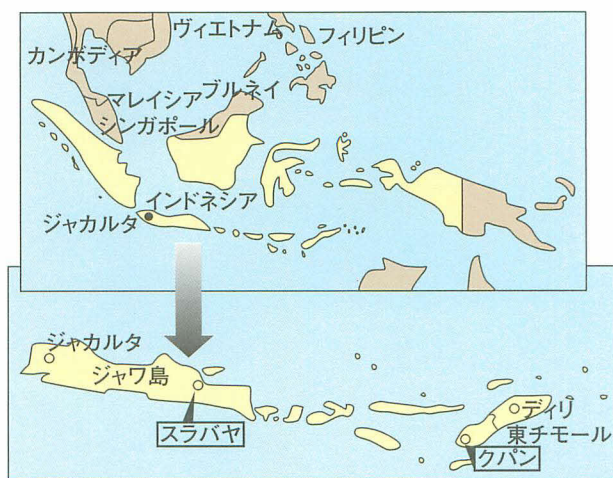 ヴィエトナム
フィリピン
カンボディア
マレイシア
ブルネイ
シンガポール
インドネシア
ジャカルタ
ジャカルタ
ジャワ島
スラバヤ
ディリ
東チモール
クパン